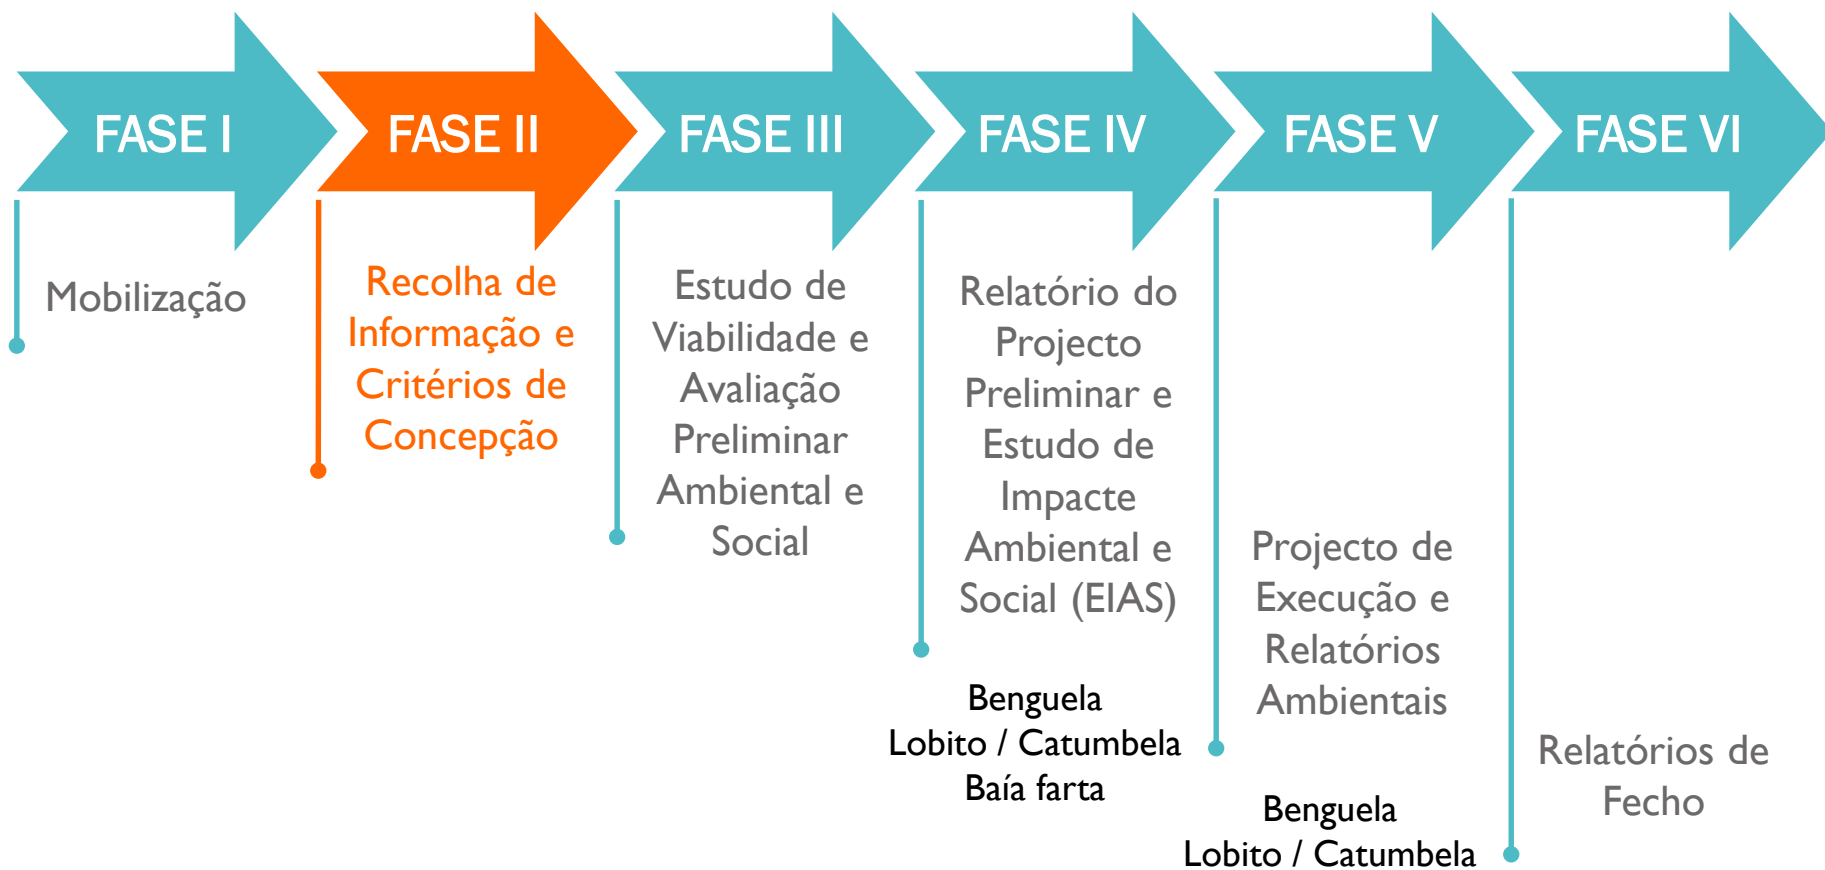 FASE I
FASE II
FASE III
FASE IV
FASE V
FASE VI
Mobilização
Recolha de
Informação e
Critérios de
Concepção
Estudo de
Viabilidade e
Avaliação
Preliminar
Ambiental e
Social
Relatório do
Projecto
Preliminar e
Estudo de
Impacte
Ambiental e
Social (EIAS)
Benguela
Lobito / Catumbela
Baía farta
Projecto de
Execução e
Relatórios
Ambientais
Benguela
Lobito / Catumbela
Relatórios de
Fecho